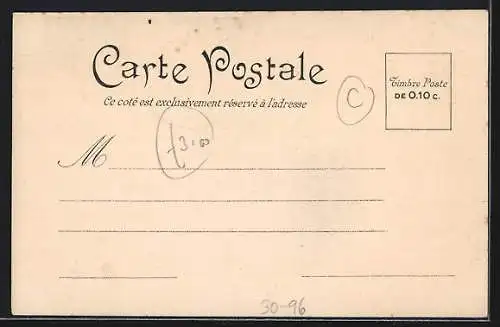 Carte Postale
Ce coté est exclusivement réservé à l'adresse
Timbre Poste
DE 0.10 c.
C
M
30-96